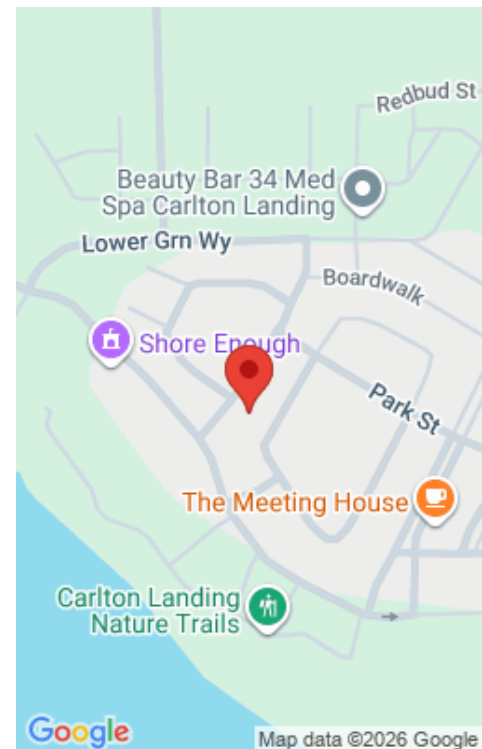 Redbud St
Beauty Bar 34 Med
Spa Carlton Landing
Lower Grn Wy
Boardwalk
Shore Enough
Park St
The Meeting House
Carlton Landing
Nature Trails
Google
Map data ©2026 Google